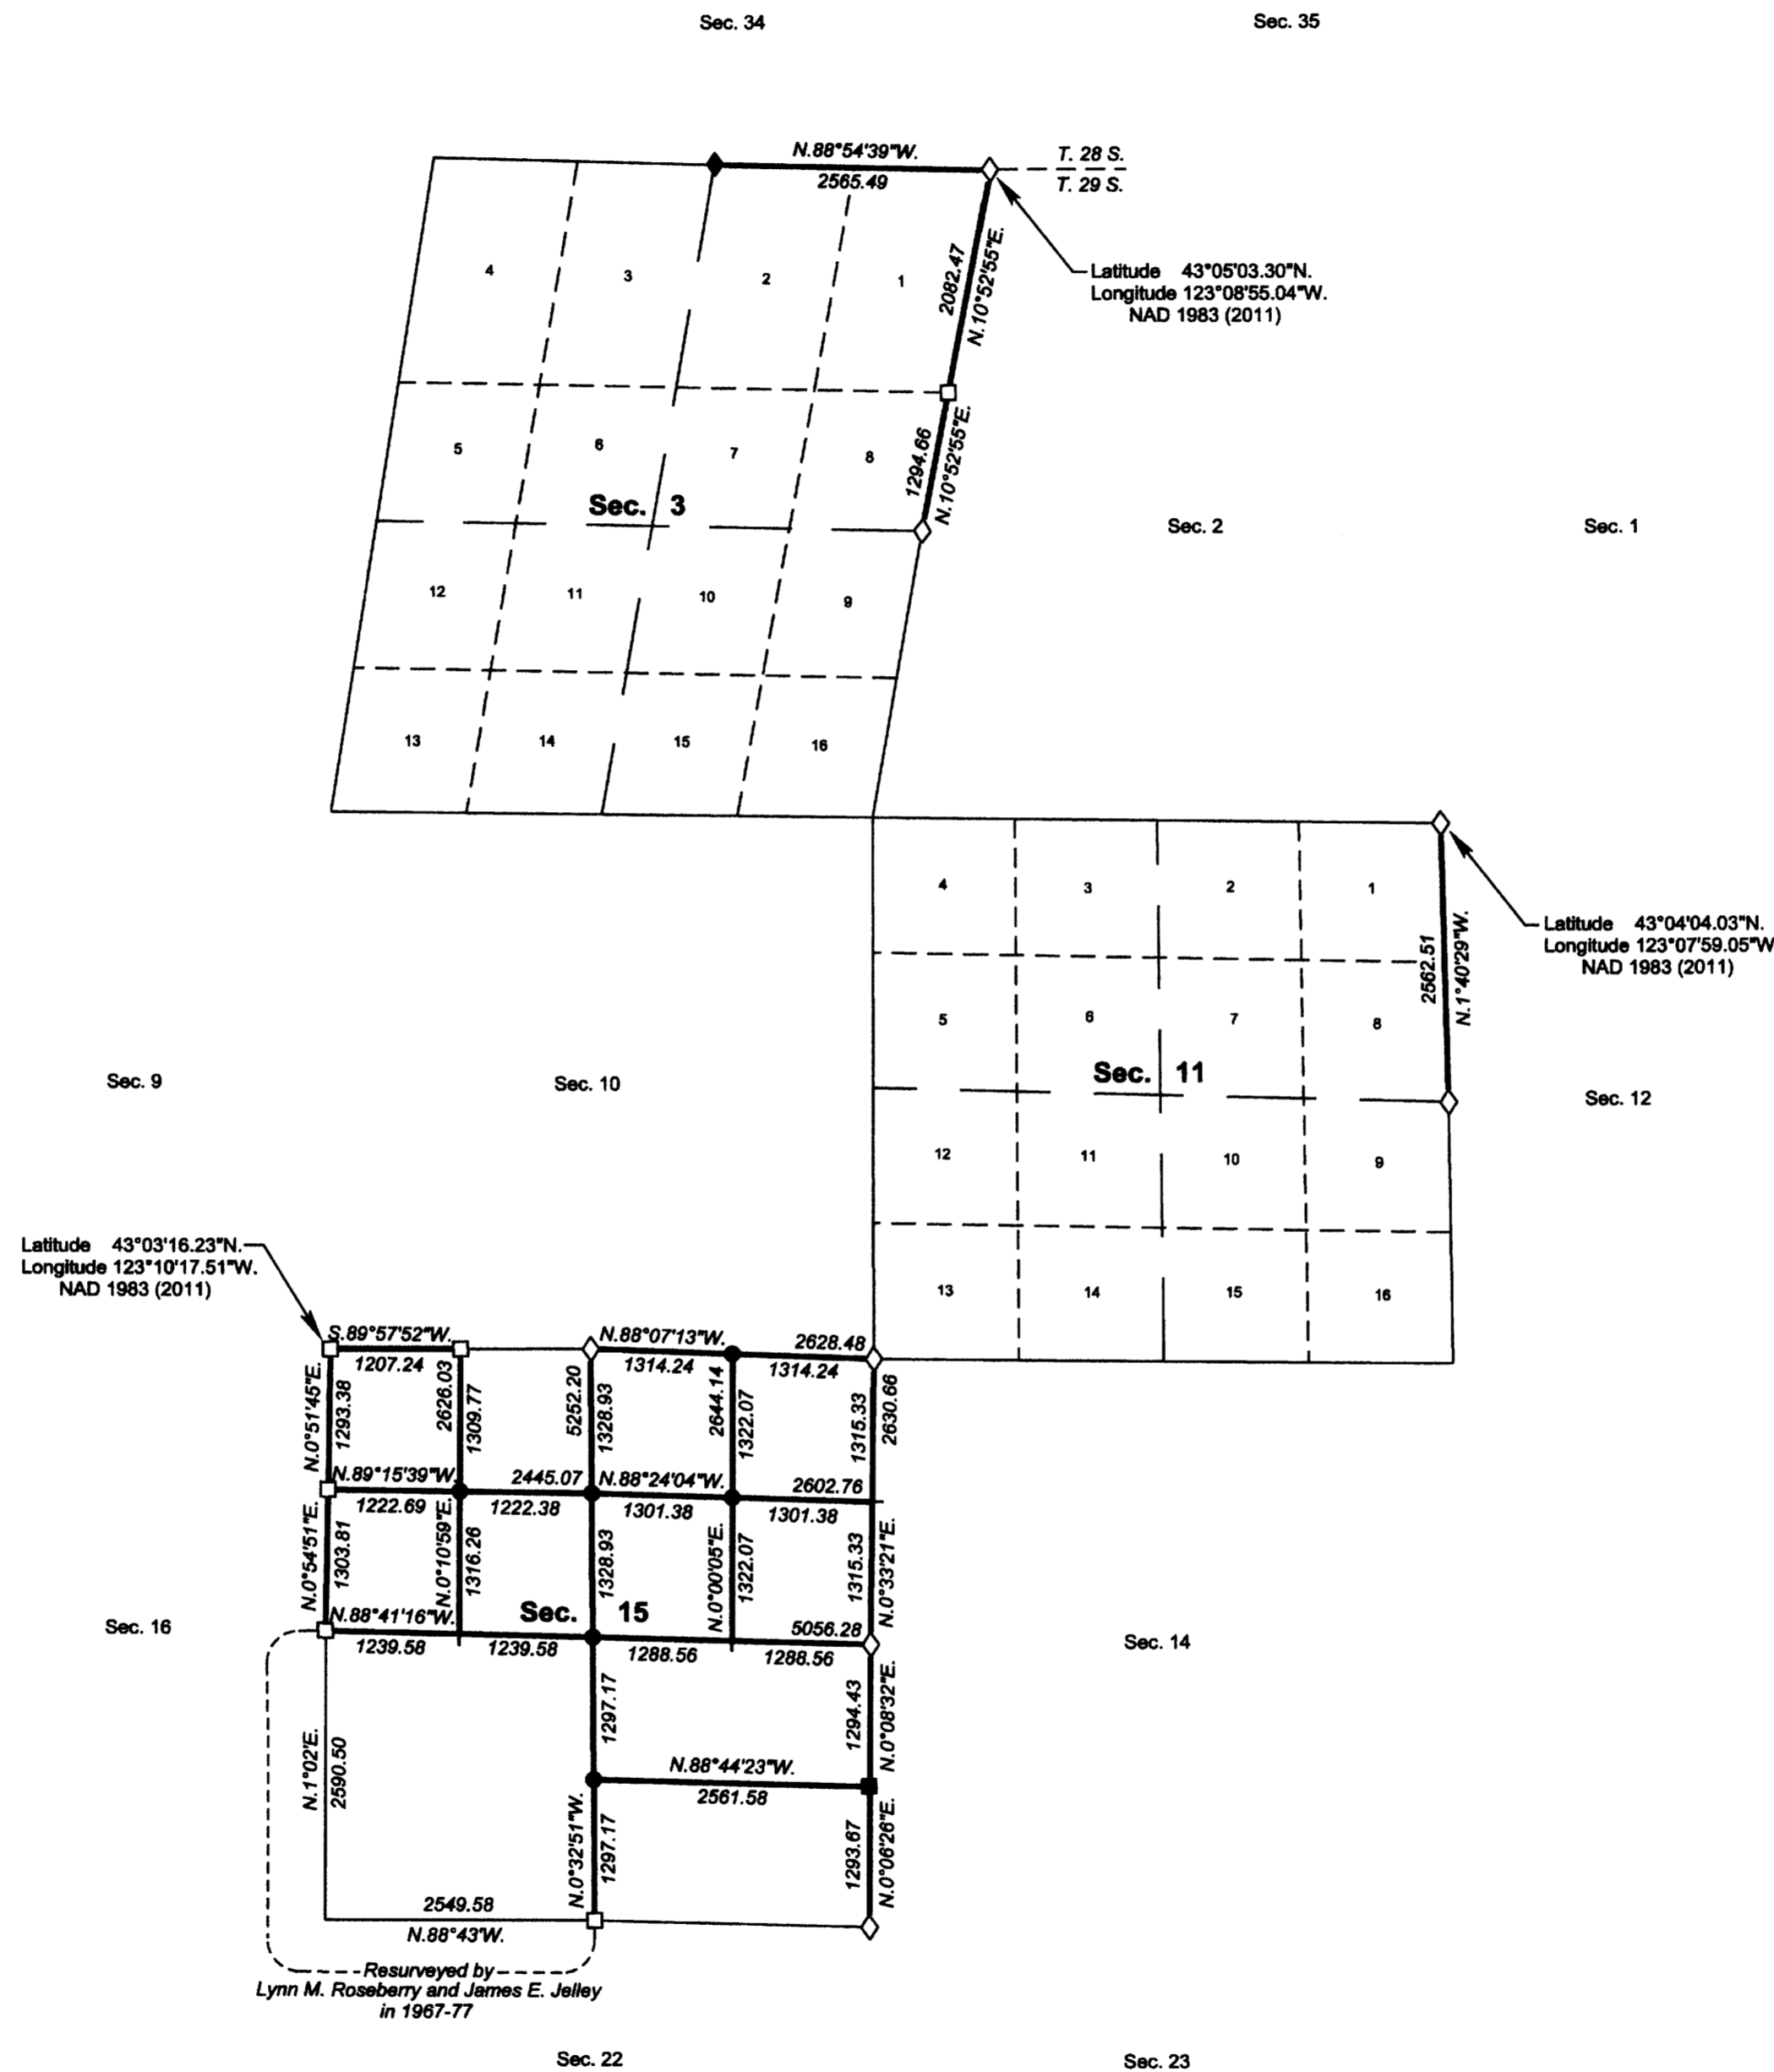 Sec. 34
Sec. 35
N.88°54'39"W.
2565.49
T. 28 S.
T. 29 S.
2082.47
N.10°52'55"E.
Latitude 43°05'03.30"N.
Longitude 123°08'55.04"W.
NAD 1983 (2011)
4
3
2
1
1294.66
N.10°52'55"E.
5
6
7
8
Sec. 3
Sec. 2
Sec. 1
12
11
10
9
13
14
15
16
4
3
2
1
2562.51
N.1°40'29"W.
Latitude 43°04'04.03"N.
Longitude 123°07'59.05"W
NAD 1983 (2011)
5
6
7
8
Sec. 9
Sec. 10
Sec. 11
Sec. 12
12
11
10
9
13
14
15
16
Latitude 43°03'16.23"N.
Longitude 123°10'17.51"W.
NAD 1983 (2011)
S.89°57'52"W.
1207.24
N.88°07'13"W.
1314.24
2628.48
1314.24
N.0°51'45"E.
1293.38
2626.03
1309.77
5252.20
1328.93
2644.14
1322.07
1315.33
2630.66
N.89°15'39"W.
2445.07
N.88°24'04"W.
2602.76
1222.69
1222.38
1301.38
1301.38
N.0°54'51"E.
1303.81
N.0°10'59"E.
1316.26
1328.93
N.0°00'05"E.
1322.07
1315.33
N.0°33'21"E.
N.88°41'16"W.
Sec. 15
5056.28
Sec. 16
Sec. 14
1239.58
1239.58
1288.56
1288.56
N.1°02'E.
2590.50
1297.17
1294.43
N.0°08'32"E.
N.88°44'23"W.
2561.58
N.0°32'51"W.
1297.17
1293.67
N.0°06'26"E.
2549.58
N.88°43'W.
Resurveyed by
Lynn M. Roseberry and James E. Jelley
in 1967-77
Sec. 22
Sec. 23